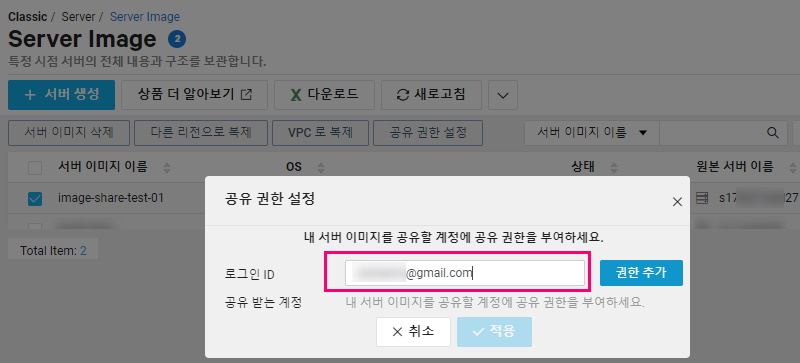 Classic / Server / Server Image
Server Image 2
특정 시점 서버의 전체 내용과 구조를 보관합니다.
+ 서버 생성 상품 더 알아보기 다운로드 새로고침
서버 이미지 삭제 다른 리전으로 복제 VPC 로 복제 공유 권한 설정 서버 이미지 이름
서버 이미지 이름 OS 상태 원본 서버 이름
image-share-test-01 s17 27
Total Item: 2
공유 권한 설정
내 서버 이미지를 공유할 계정에 공유 권한을 부여하세요.
로그인 ID @gmail.com 권한 추가
공유 받는 계정 내 서버 이미지를 공유할 계정에 공유 권한을 부여하세요.
취소 적용